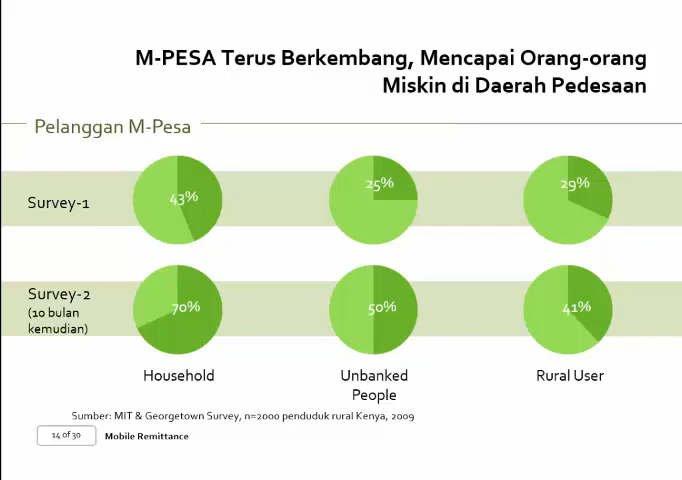 M-PESA Terus Berkembang, Mencapai Orang-orang
Miskin di Daerah Pedesaan
Pelanggan M-Pesa
Survey-1
43%
25%
29%
Survey-2
(10 bulan
kemudian)
70%
50%
41%
Household
Unbanked
People
Rural User
Sumber: MIT & Georgetown Survey, n=2000 penduduk rural Kenya, 2009
14 of 30
Mobile Remittance